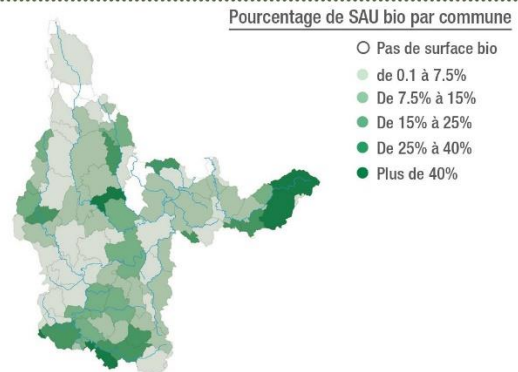 Pourcentage de SAU bio par commune
Pas de surface bio
de 0.1 à 7.5%
De 7.5% à 15%
De 15% à 25%
De 25% à 40%
Plus de 40%